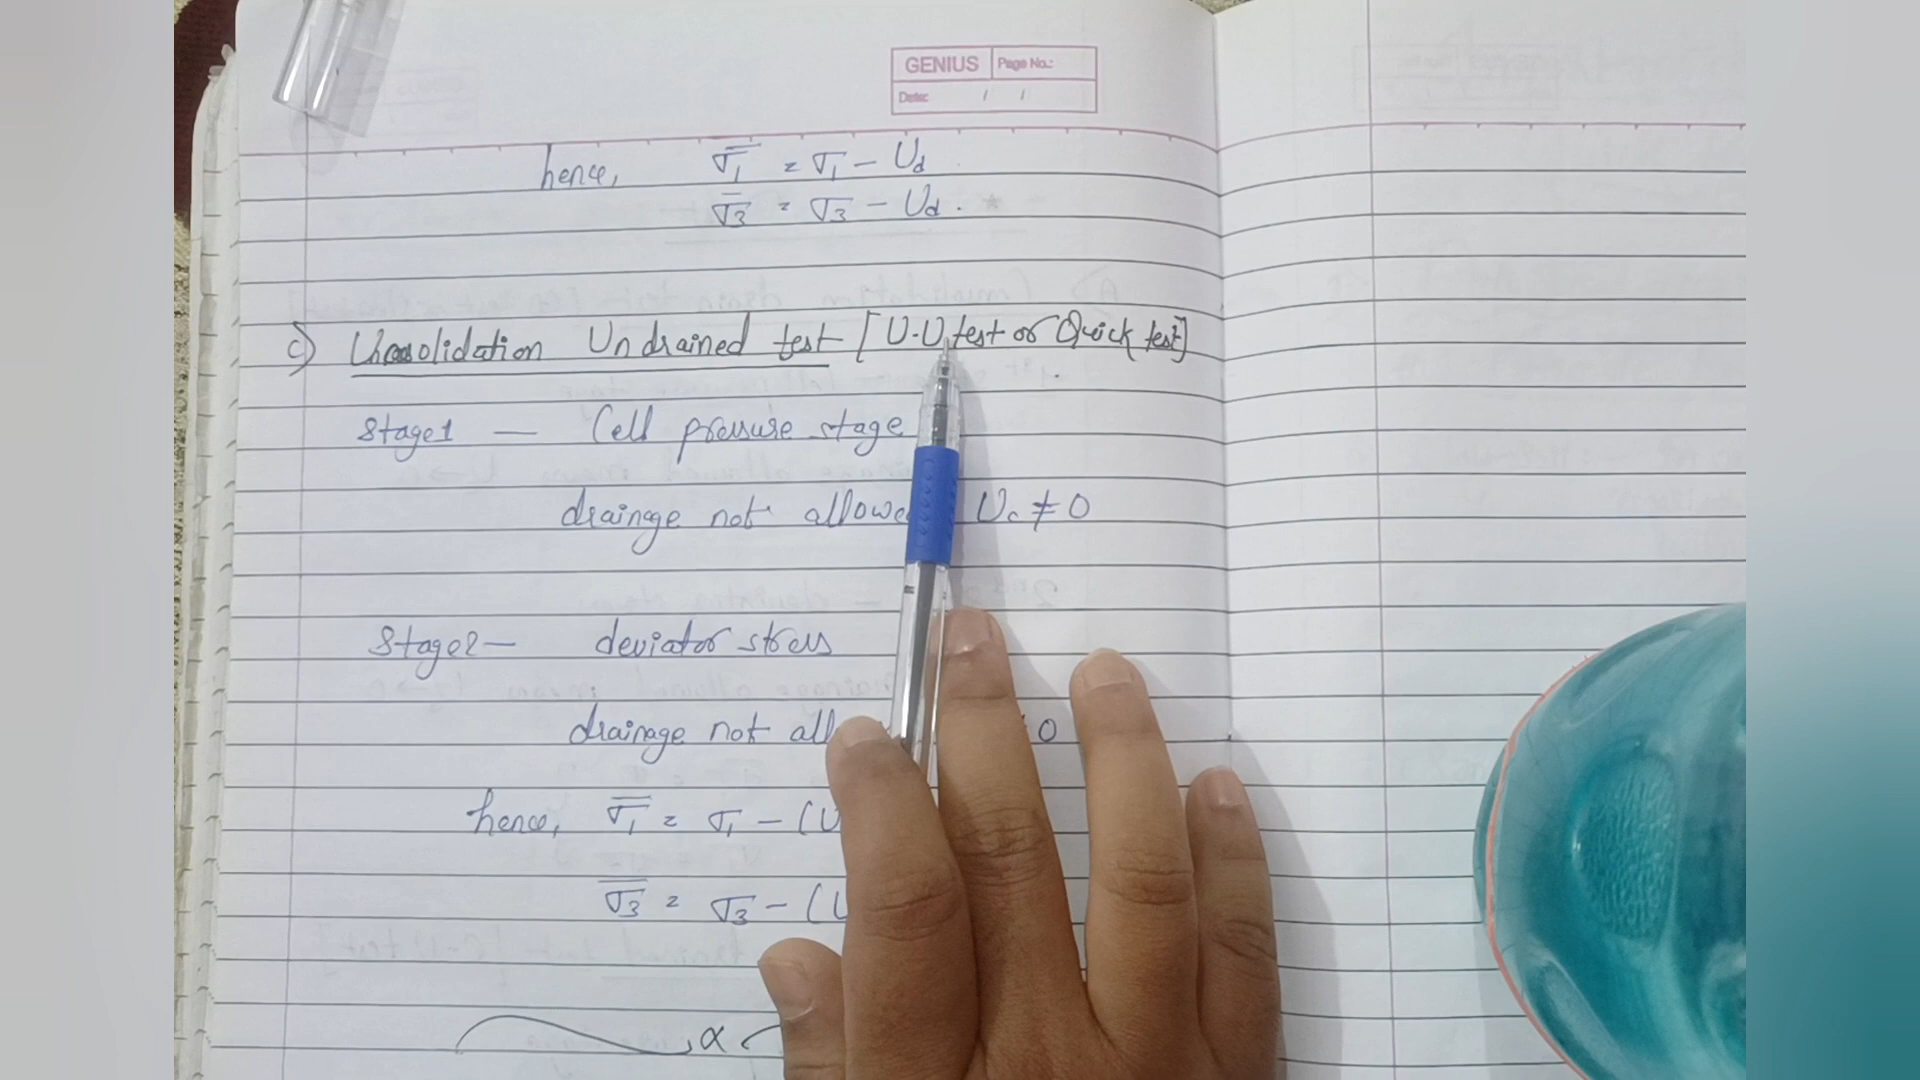 GENIUS Page No.:
Date: / /
hence, σ̅₁ = σ₁ - Ud
σ̅₃ = σ₃ - Ud.
c) Unsolidation Undrained test [U-U test or Quick test]
Stage1 — Cell pressure stage
drainage not allowe Uc ≠ 0
Stage2 — deviator stress
drainage not all 0
hence, σ̅₁ = σ₁ - (U
σ̅₃ = σ₃ - (U
α